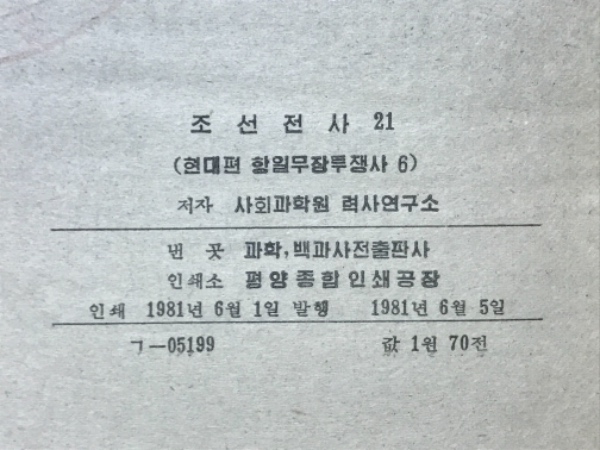 조선전사 21
(현대편 항일무장투쟁사 6)
저자 사회과학원 력사연구소
낸 곳 과학, 백과사전출판사
인쇄소 평양종합인쇄공장
인쇄 1981년 6월 1일 발행 1981년 6월 5일
ㄱ—05199 값 1원 70전